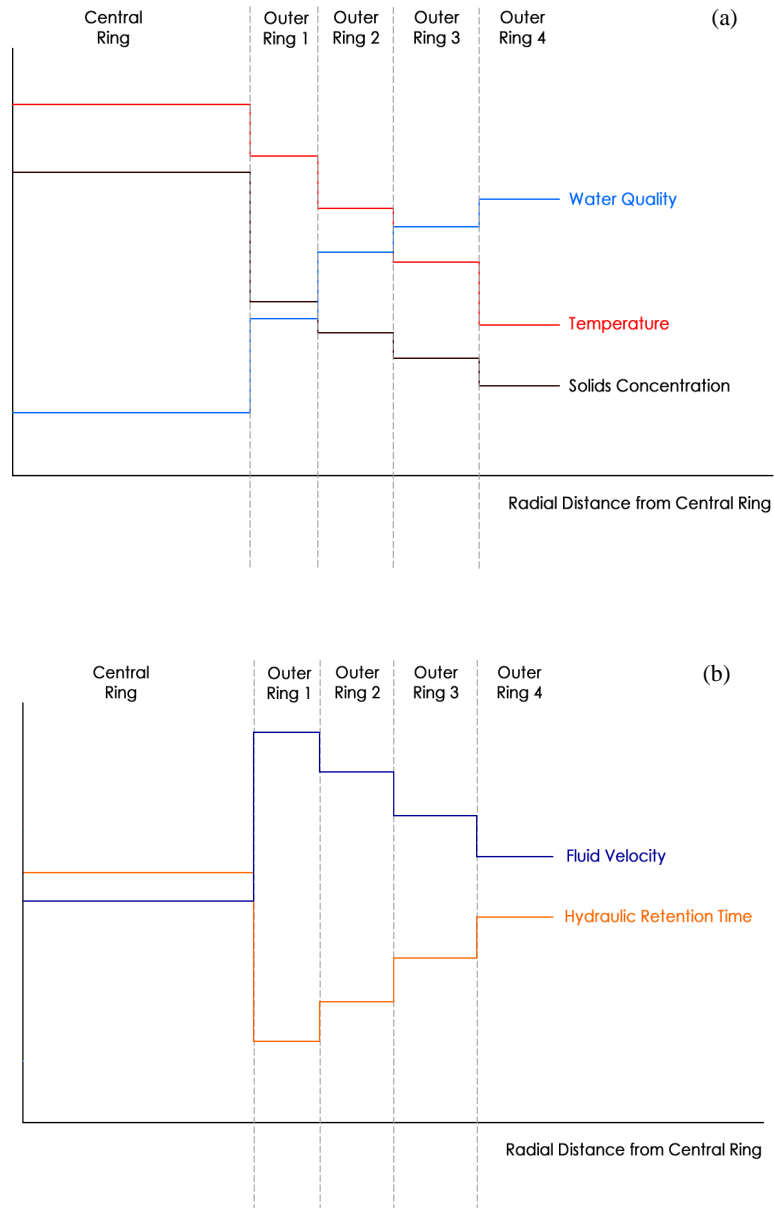 (a)
Central
Ring
Outer
Ring 1
Outer
Ring 2
Outer
Ring 3
Outer
Ring 4
Water Quality
Temperature
Solids Concentration
Radial Distance from Central Ring
(b)
Central
Ring
Outer
Ring 1
Outer
Ring 2
Outer
Ring 3
Outer
Ring 4
Fluid Velocity
Hydraulic Retention Time
Radial Distance from Central Ring